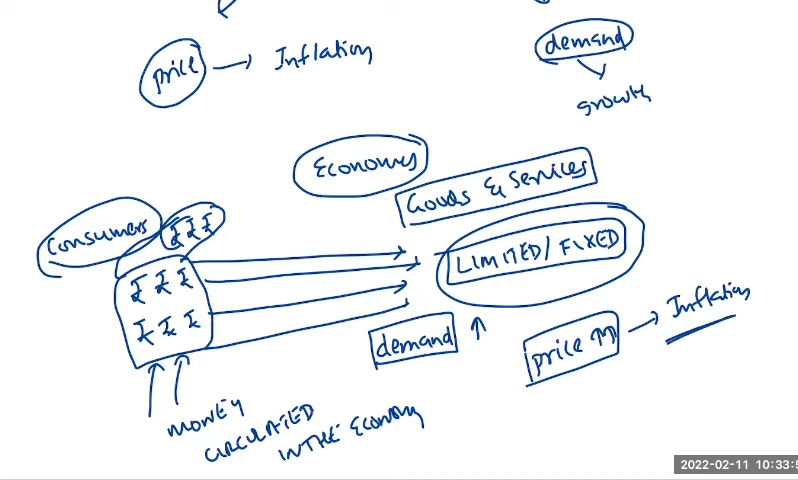 price → Inflation
demand
growth
Economy
Goods & Services
Consumers
₹ ₹ ₹
LIMITED/ FIXED
₹ ₹ ₹
₹ ₹ ₹
demand ↑
price ↑↑ → Inflation
MONEY
CIRCULATED
IN THE Economy
2022-02-11 10:33:5